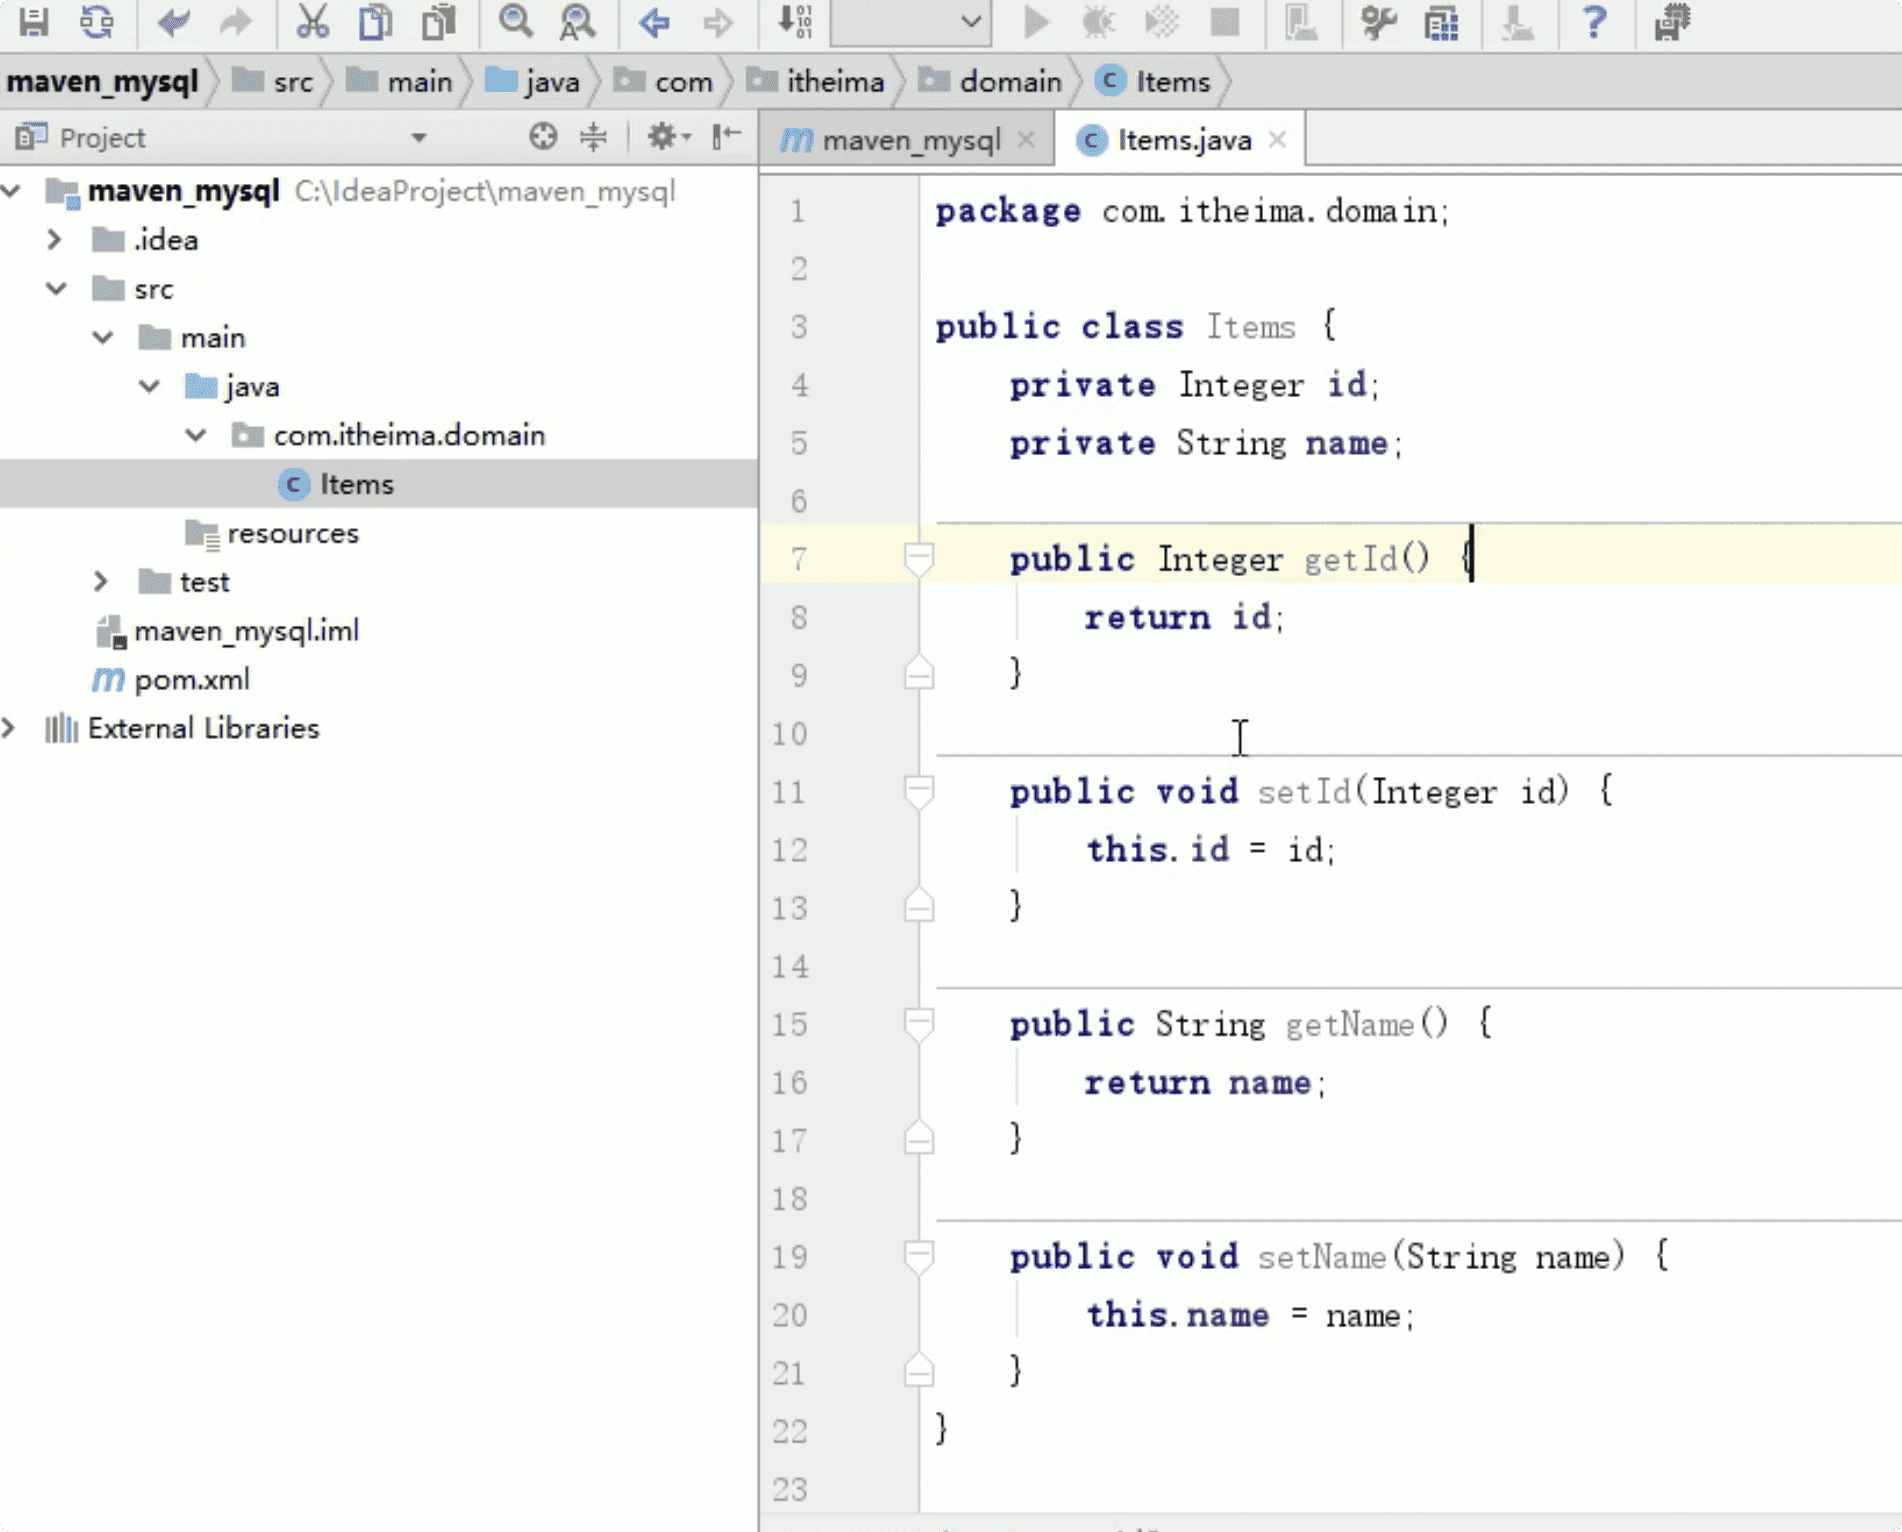 maven_mysql src main java com itheima domain Items
Project
maven_mysql C:\IdeaProject\maven_mysql
.idea
src
main
java
com.itheima.domain
Items
resources
test
maven_mysql.iml
pom.xml
External Libraries
maven_mysql Items.java
1 package com.itheima.domain;
2
3 public class Items {
4 private Integer id;
5 private String name;
6
7 public Integer getId() {
8 return id;
9 }
10
11 public void setId(Integer id) {
12 this.id = id;
13 }
14
15 public String getName() {
16 return name;
17 }
18
19 public void setName(String name) {
20 this.name = name;
21 }
22 }
23